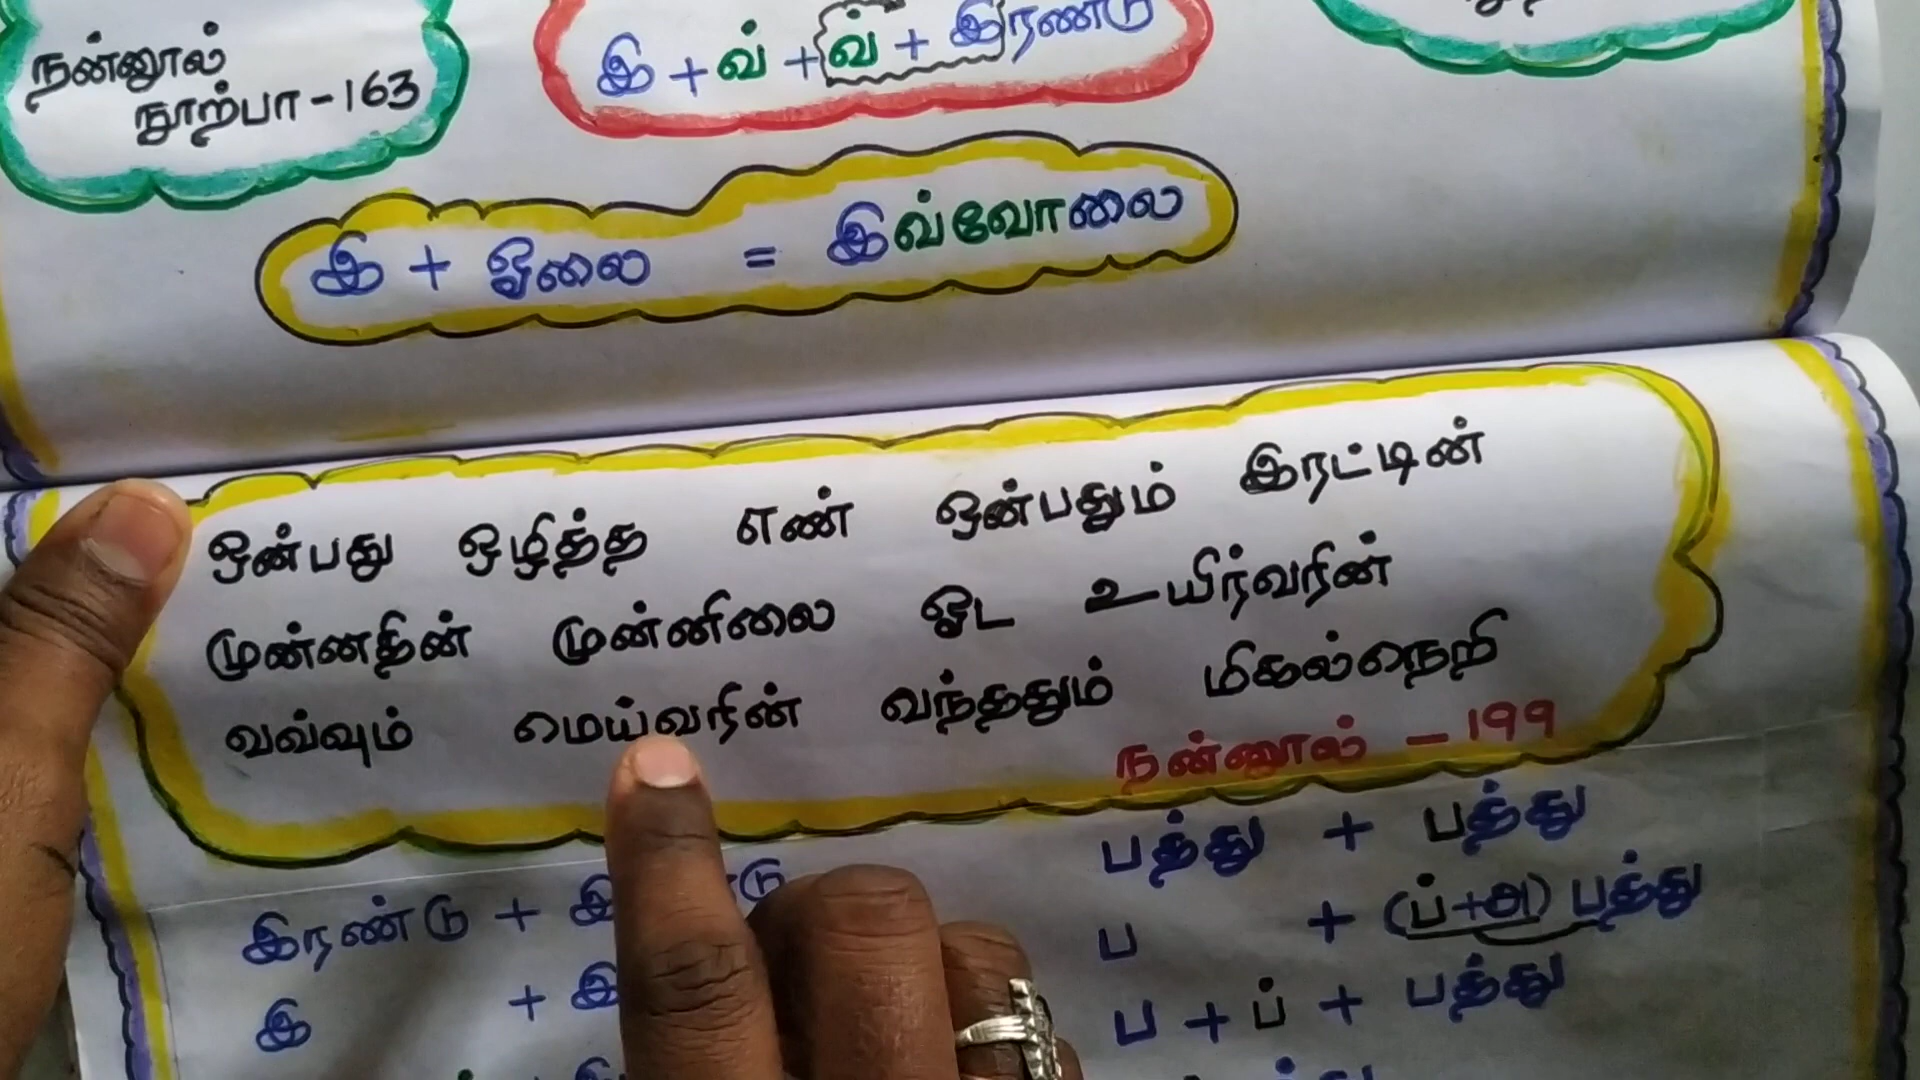 நன்னூல்
நூற்பா - 163
இ + வ் + வ் + இரண்டு
இ + ஓலை = இவ்வோலை
ஒன்பது ஒழித்த எண் ஒன்பதும் இரட்டின்
முன்னதின் முன்னிலை ஓட உயிர்வரின்
வவ்வும் மெய்வரின் வந்ததும் மிகல்நெறி
நன்னூல் - 199
இரண்டு +
இ +
பத்து + பத்து
ப + (ப்+அ) பத்து
ப + ப் + பத்து